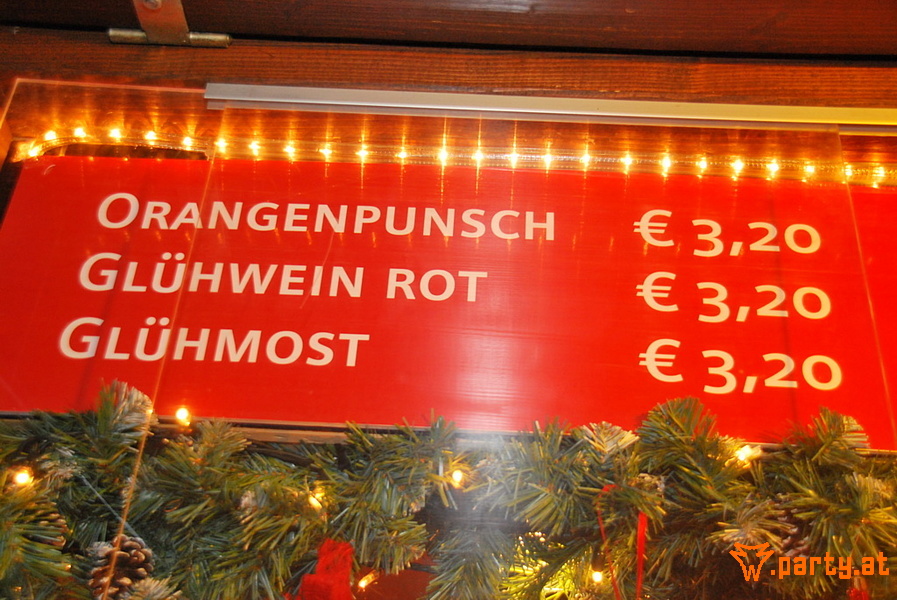 ORANGENPUNSCH € 3,20
GLÜHWEIN ROT € 3,20
GLÜHMOST € 3,20
.party.at